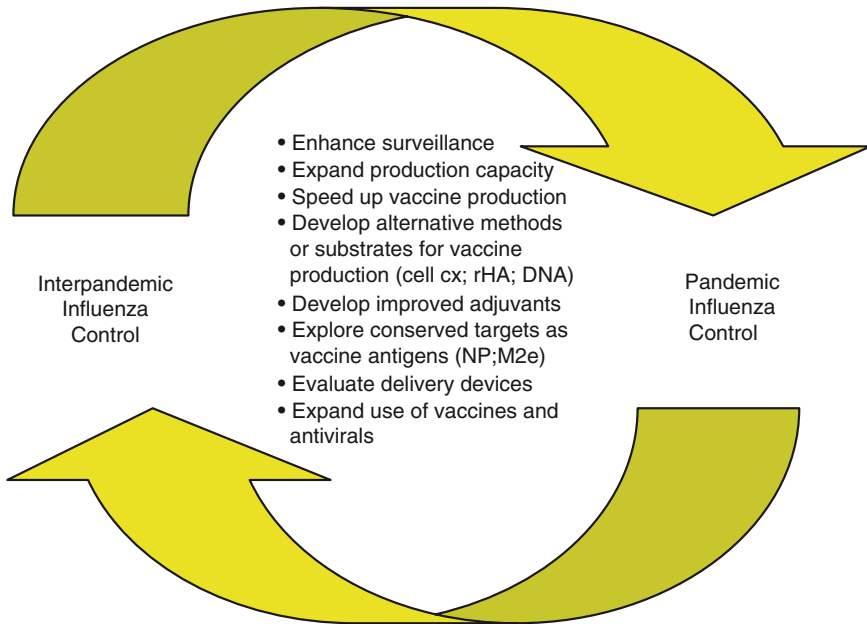 • Enhance surveillance
• Expand production capacity
• Speed up vaccine production
• Develop alternative methods
or substrates for vaccine
production (cell cx; rHA; DNA)
• Develop improved adjuvants
• Explore conserved targets as
vaccine antigens (NP;M2e)
• Evaluate delivery devices
• Expand use of vaccines and
antivirals
Interpandemic
Influenza
Control
Pandemic
Influenza
Control